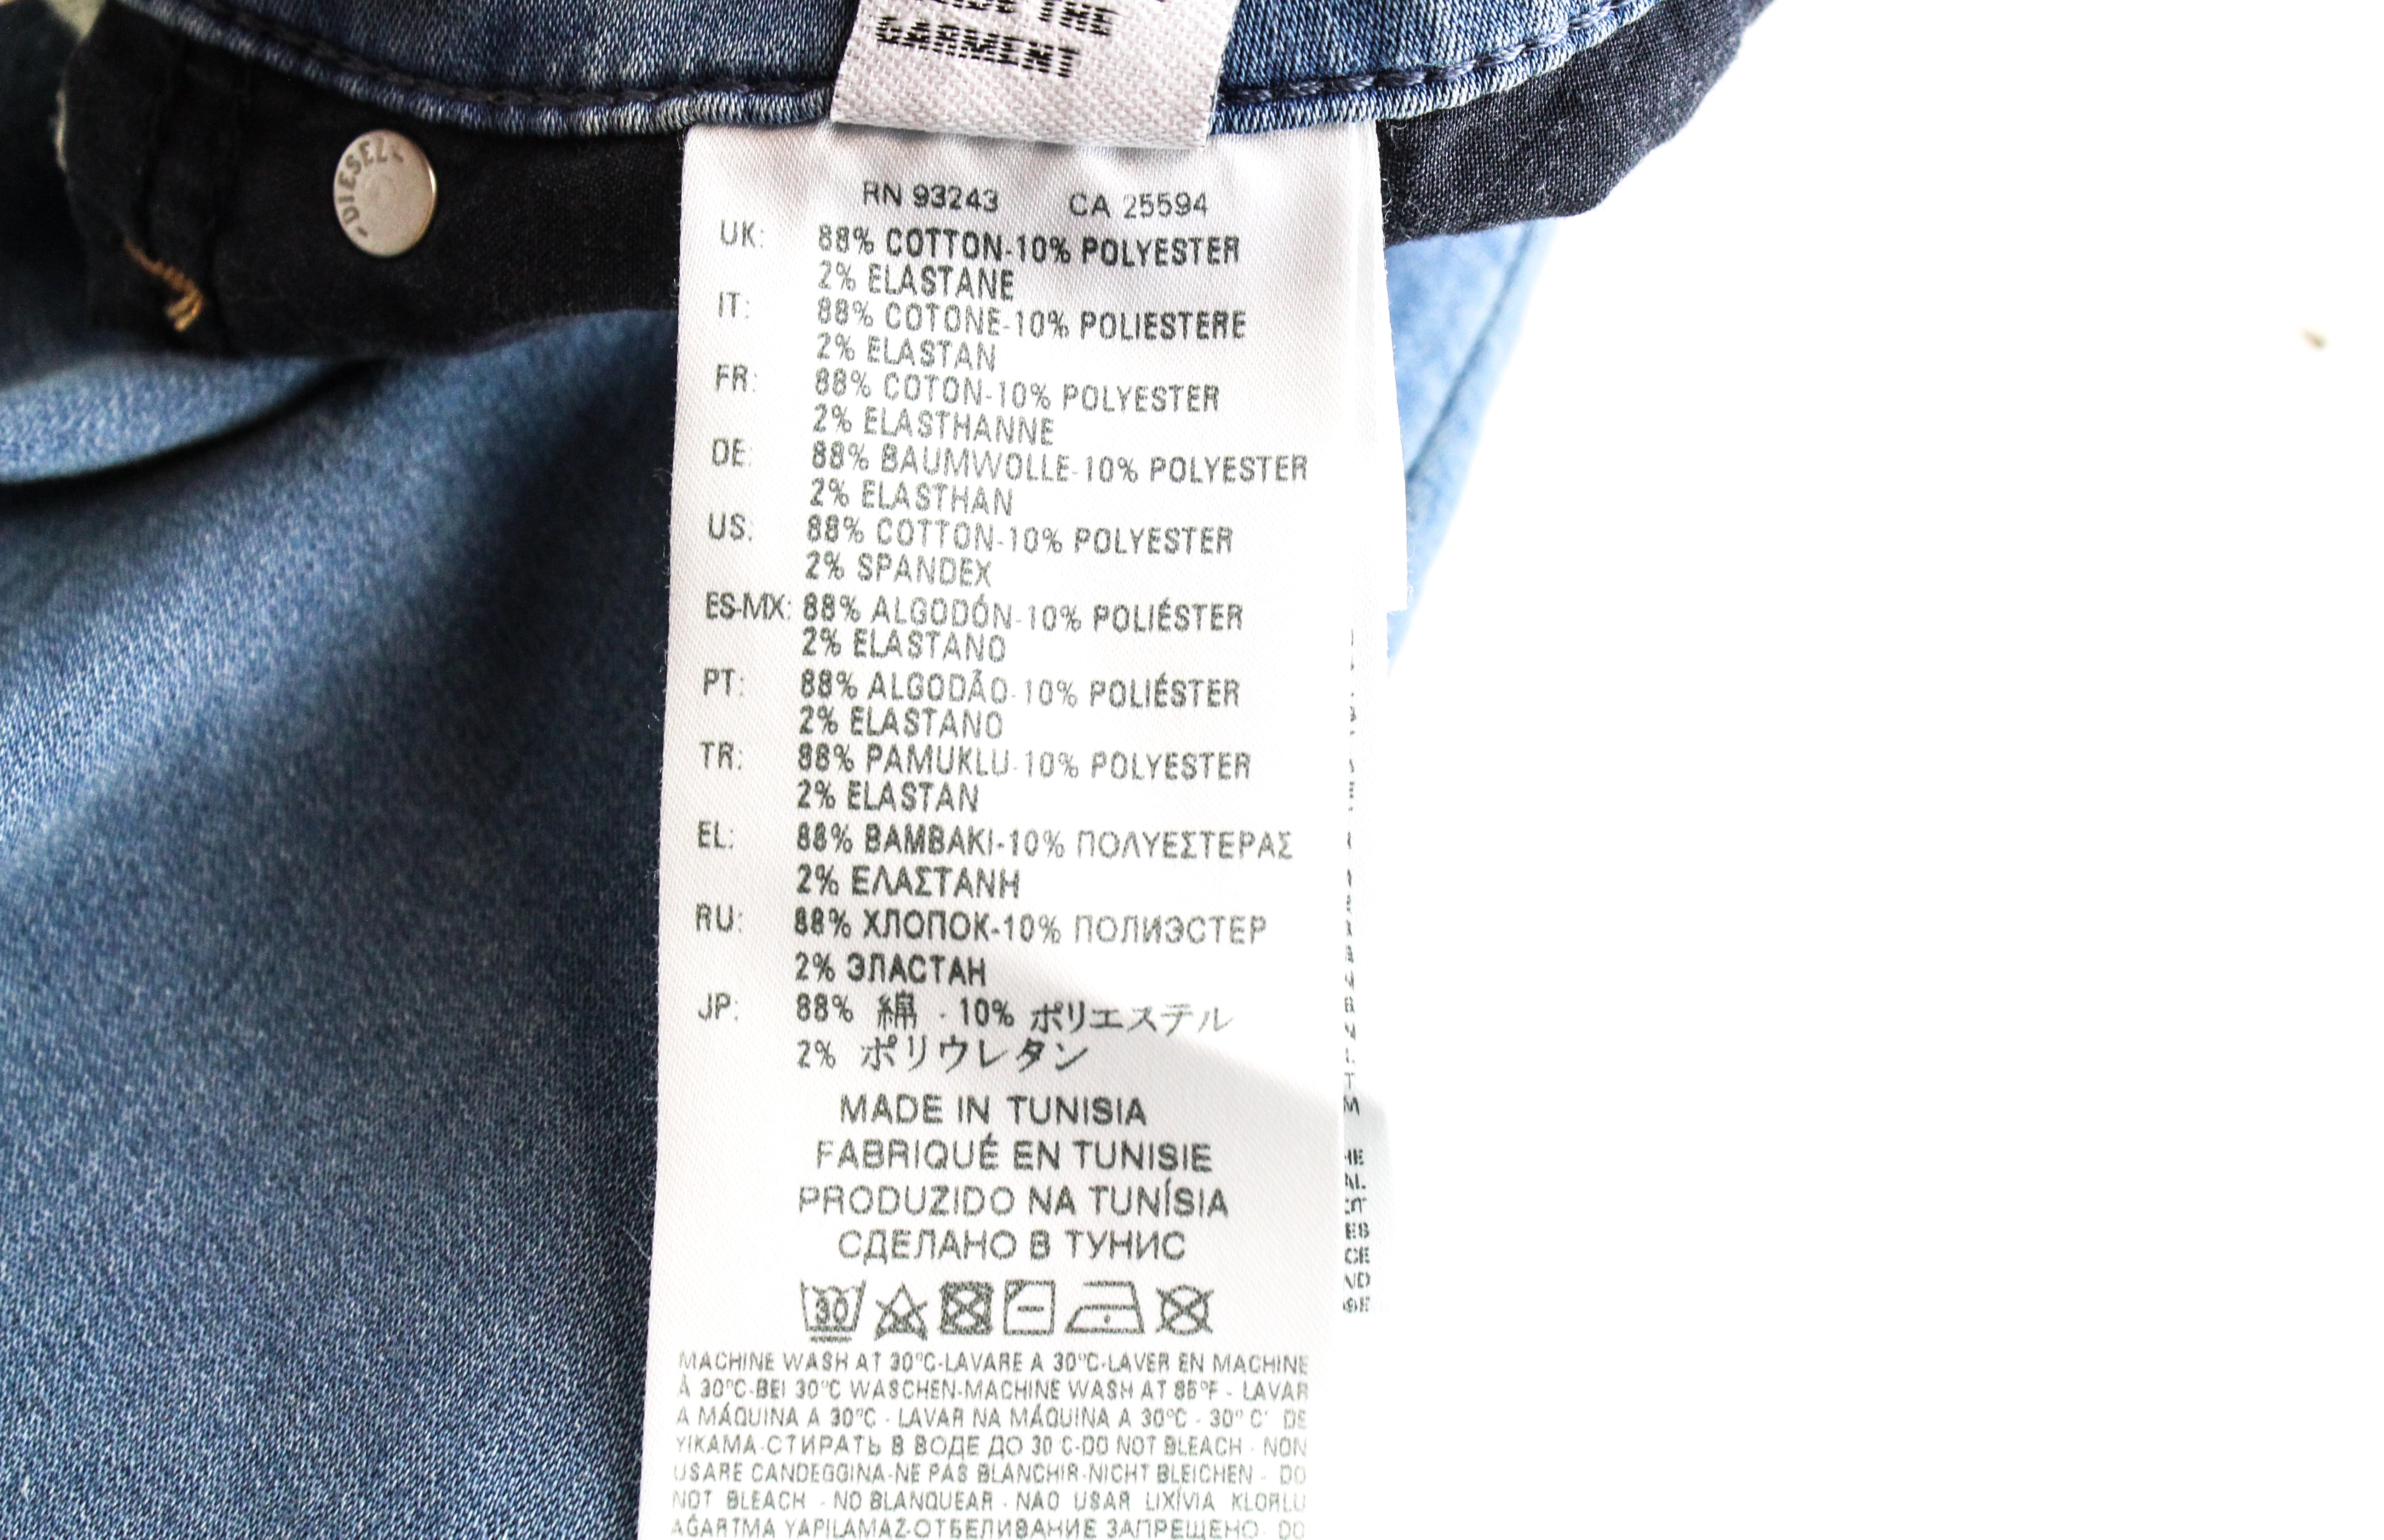 THE
GARMENT
DIESEL
RN 93243 CA 25594
UK: 88% COTTON-10% POLYESTER
2% ELASTANE
IT: 88% COTONE-10% POLIESTERE
2% ELASTAN
FR: 88% COTON-10% POLYESTER
2% ELASTHANNE
DE: 88% BAUMWOLLE-10% POLYESTER
2% ELASTHAN
US: 88% COTTON-10% POLYESTER
2% SPANDEX
ES-MX: 88% ALGODÓN-10% POLIÉSTER
2% ELASTANO
PT: 88% ALGODÃO-10% POLIÉSTER
2% ELASTANO
TR: 88% PAMUKLU-10% POLYESTER
2% ELASTAN
EL: 88% BAMBAKI-10% ΠΟΛΥΕΣΤΕΡΑΣ
2% ΕΛΑΣΤΑΝΗ
RU: 88% ХЛОПОК-10% ПОЛИЭСТЕР
2% ЭЛАСТАН
JP: 88% 綿 - 10% ポリエステル
2% ポリウレタン
MADE IN TUNISIA
FABRIQUÉ EN TUNISIE
PRODUZIDO NA TUNÍSIA
СДЕЛАНО В ТУНИС
30
MACHINE WASH AT 30°C-LAVARE A 30°C-LAVER EN MACHINE
À 30°C-BEI 30°C WASCHEN-MACHINE WASH AT 86°F - LAVAR
A MÁQUINA A 30°C - LAVAR NA MÁQUINA A 30°C - 30° C' DE
YIKAMA-СТИРАТЬ В ВОДЕ ДО 30°C-DO NOT BLEACH - NON
USARE CANDEGGINA-NE PAS BLANCHIR-NICHT BLEICHEN - DO
NOT BLEACH - NO BLANQUEAR - NAO USAR LIXÍVIA KLORLU
AĞARTMA YAPILAMAZ-ОТБЕЛИВАНИЕ ЗАПРЕЩЕНО- DO